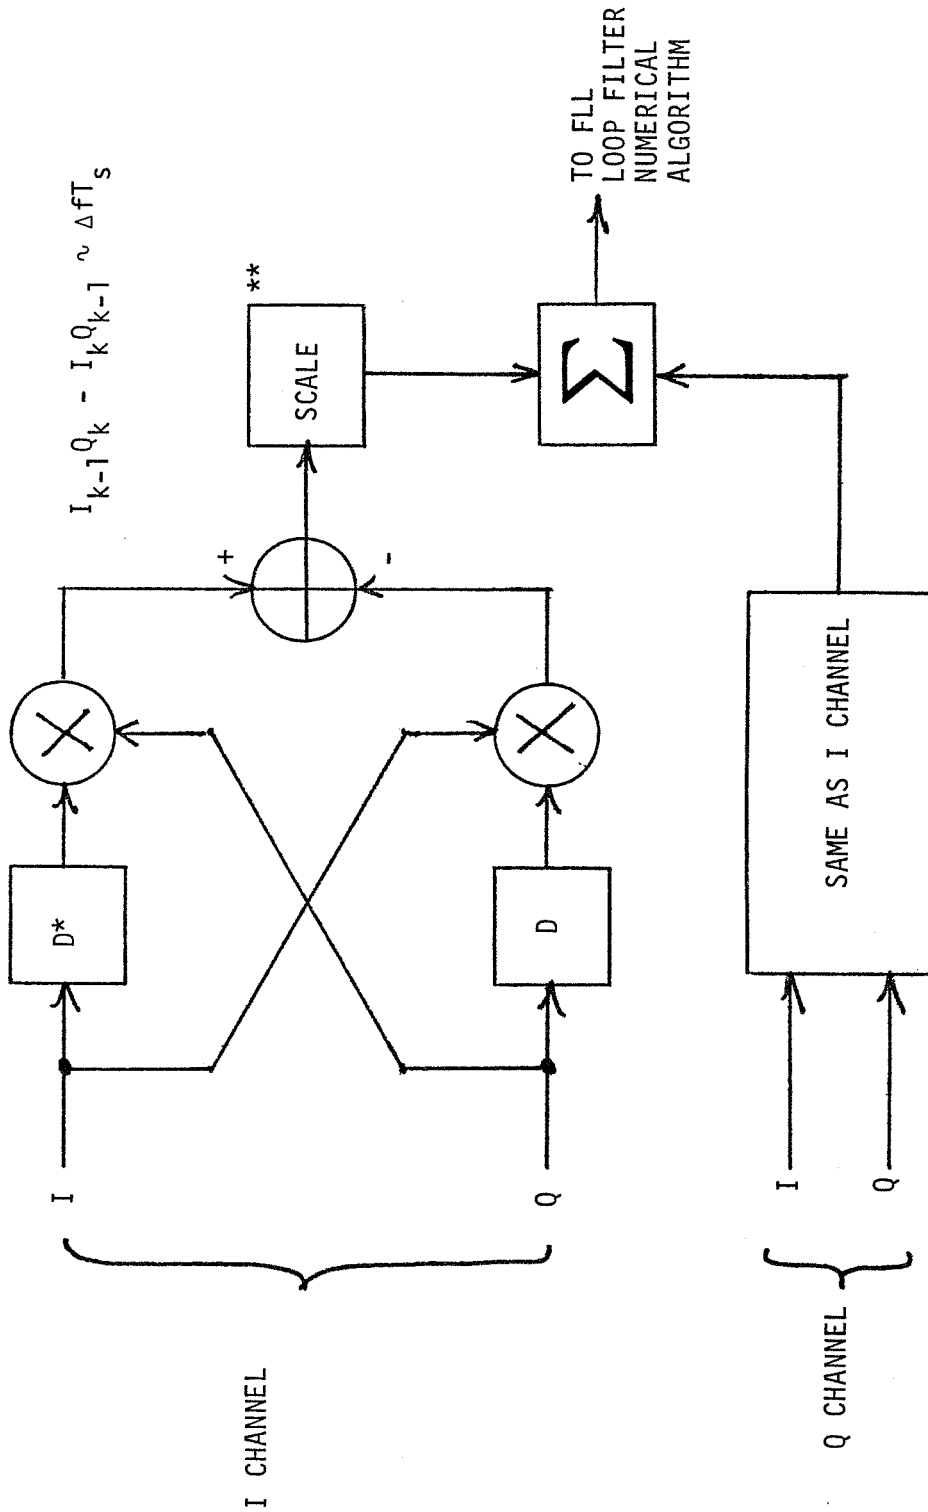 I_{k-1}Q_k - I_kQ_{k-1} ~ ΔfT_s
I CHANNEL
I
Q
D*
D
+
-
SCALE
**
Σ
TO FLL
LOOP FILTER
NUMERICAL
ALGORITHM
Q CHANNEL
I
Q
SAME AS I CHANNEL